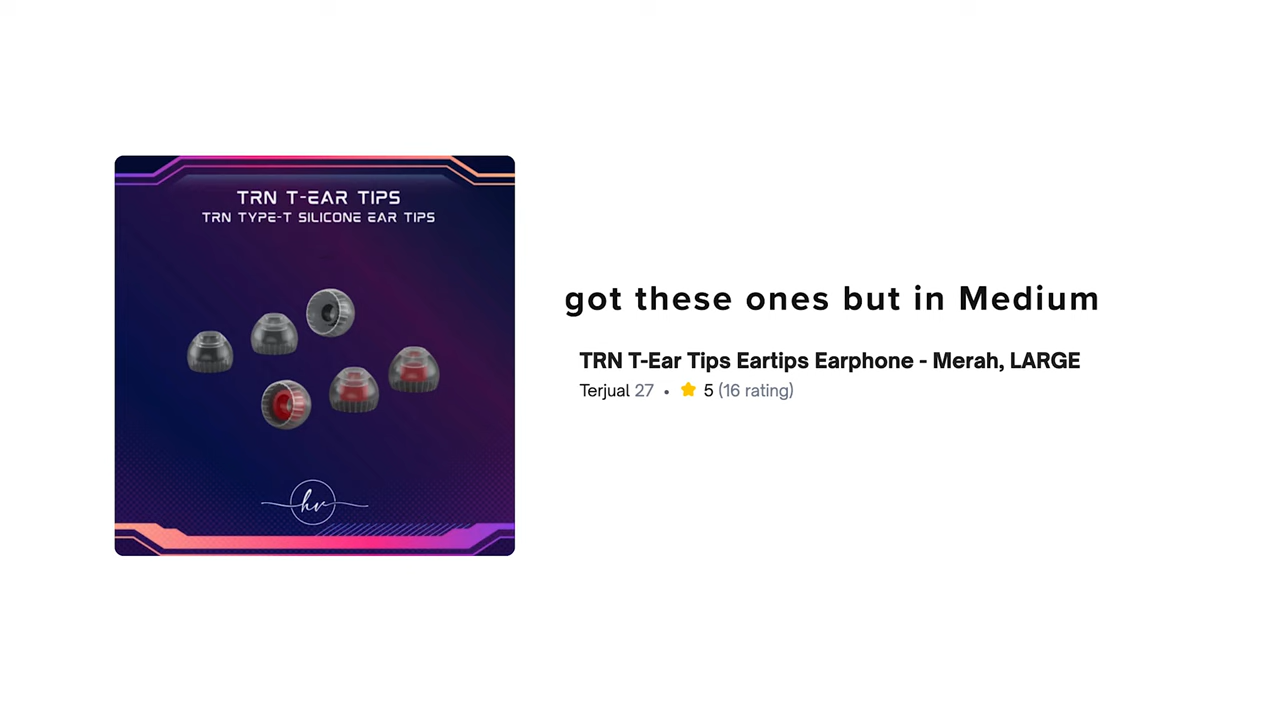 TRN T-EAR TIPS
TRN TYPE-T SILICONE EAR TIPS
hv
got these ones but in Medium
TRN T-Ear Tips Eartips Earphone - Merah, LARGE
Terjual 27 • 5 (16 rating)